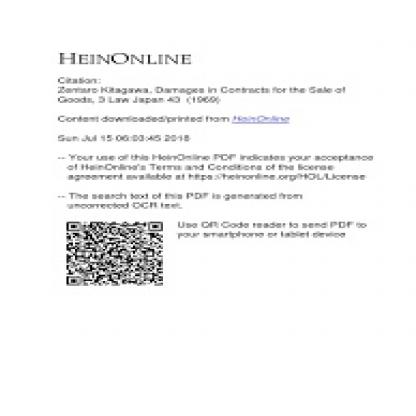 HEINONLINE
Citation:
Zentaro Kitagawa, Damages in Contracts for the Sale of
Goods, 3 Law Japan 43 (1969)
Content downloaded/printed from HeinOnline
Sun Jul 15 06:03:45 2018
-- Your use of this HeinOnline PDF indicates your acceptance
of HeinOnline's Terms and Conditions of the license
agreement available at https://heinonline.org/HOL/License
-- The search text of this PDF is generated from
uncorrected OCR text.
Use QR Code reader to send PDF to
your smartphone or tablet device